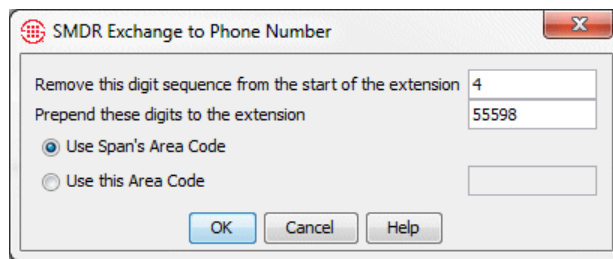 SMDR Exchange to Phone Number
Remove this digit sequence from the start of the extension 4
Prepend these digits to the extension 55598
Use Span's Area Code
Use this Area Code
OK Cancel Help